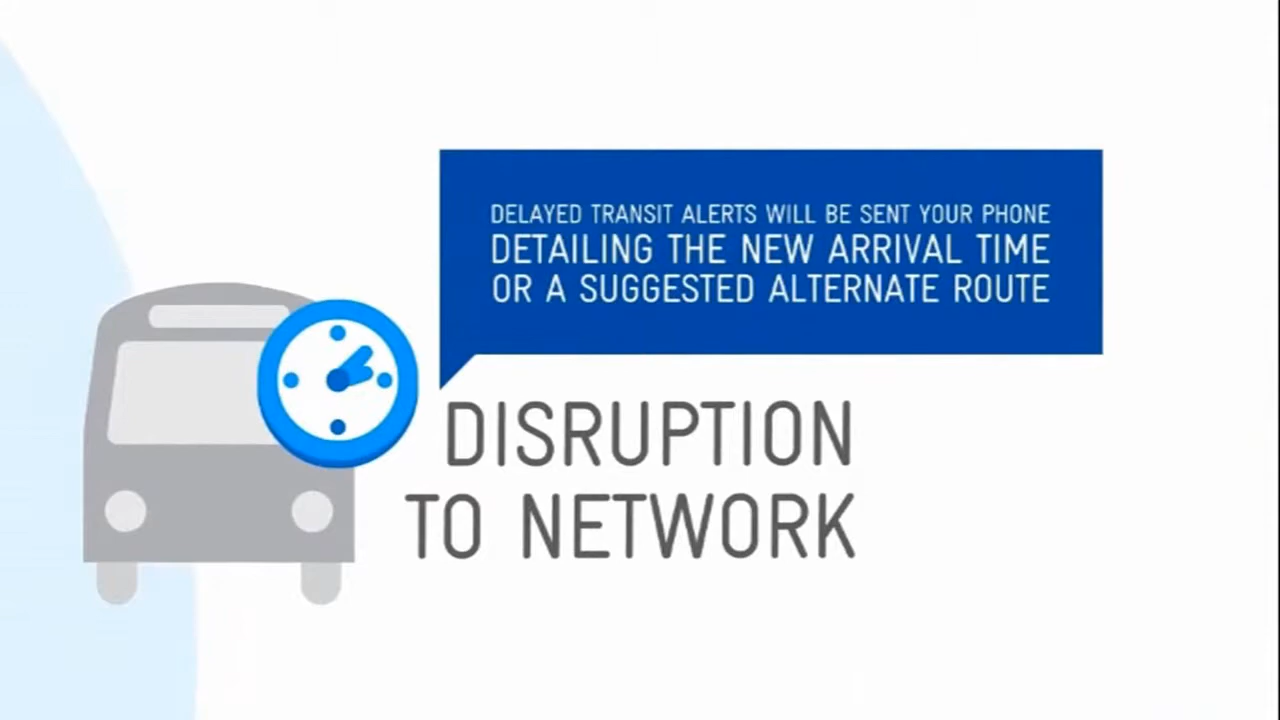 DELAYED TRANSIT ALERTS WILL BE SENT YOUR PHONE
DETAILING THE NEW ARRIVAL TIME
OR A SUGGESTED ALTERNATE ROUTE
DISRUPTION
TO NETWORK